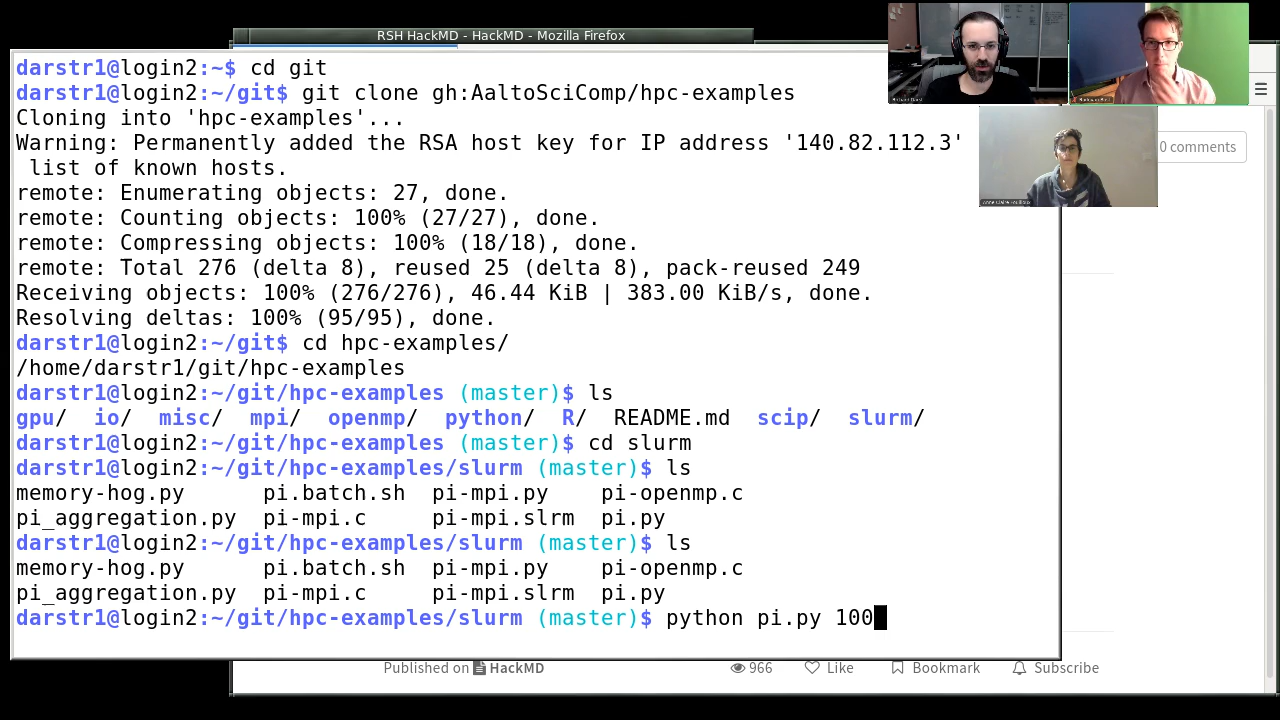 RSH HackMD - HackMD - Mozilla Firefox
darstr1@login2:~$ cd git
darstr1@login2:~/git$ git clone gh:AaltoSciComp/hpc-examples
Cloning into 'hpc-examples'...
Warning: Permanently added the RSA host key for IP address '140.82.112.3'
list of known hosts.
remote: Enumerating objects: 27, done.
remote: Counting objects: 100% (27/27), done.
remote: Compressing objects: 100% (18/18), done.
remote: Total 276 (delta 8), reused 25 (delta 8), pack-reused 249
Receiving objects: 100% (276/276), 46.44 KiB | 383.00 KiB/s, done.
Resolving deltas: 100% (95/95), done.
darstr1@login2:~/git$ cd hpc-examples/
/home/darstr1/git/hpc-examples
darstr1@login2:~/git/hpc-examples (master)$ ls
gpu/  io/  misc/  mpi/  openmp/  python/  R/  README.md  scip/  slurm/
darstr1@login2:~/git/hpc-examples (master)$ cd slurm
darstr1@login2:~/git/hpc-examples/slurm (master)$ ls
memory-hog.py      pi.batch.sh  pi-mpi.py    pi-openmp.c
pi_aggregation.py  pi-mpi.c     pi-mpi.slrm  pi.py
darstr1@login2:~/git/hpc-examples/slurm (master)$ ls
memory-hog.py      pi.batch.sh  pi-mpi.py    pi-openmp.c
pi_aggregation.py  pi-mpi.c     pi-mpi.slrm  pi.py
darstr1@login2:~/git/hpc-examples/slurm (master)$ python pi.py 100
0 comments
Published on HackMD
966 Like Bookmark Subscribe